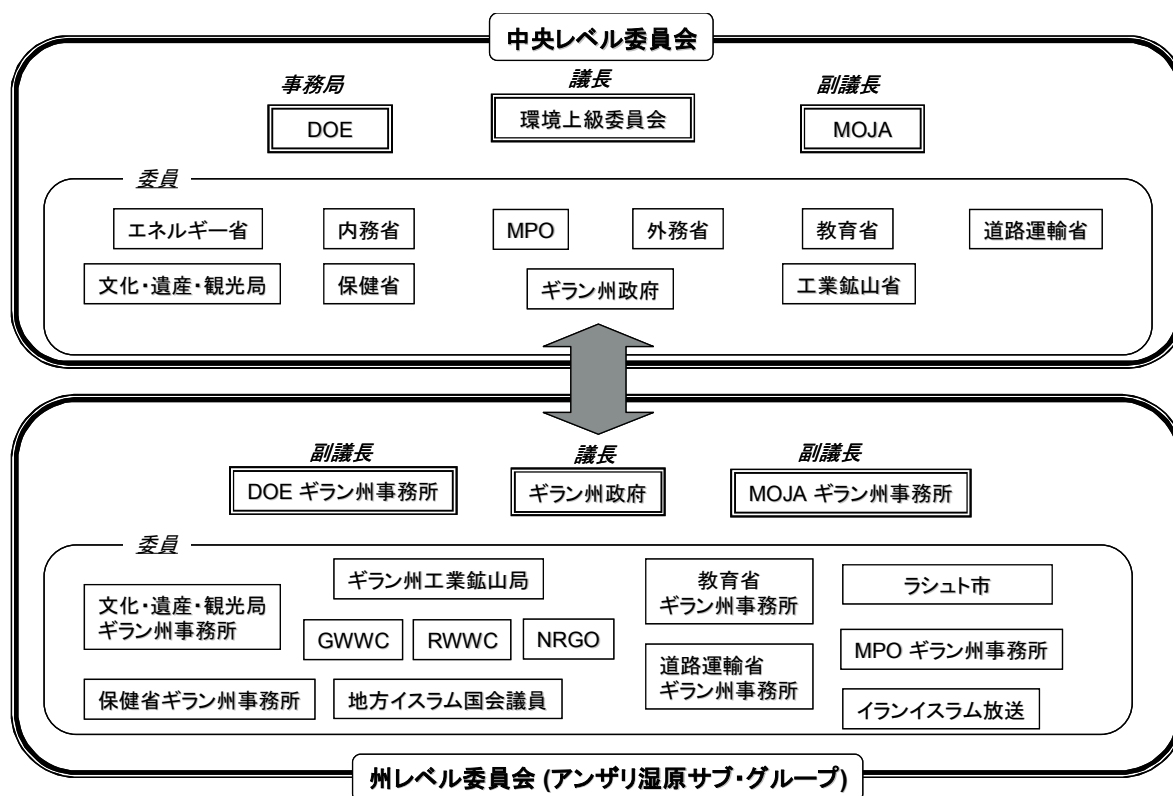 中央レベル委員会
事務局
議長
副議長
DOE
環境上級委員会
MOJA
委員
エネルギー省
内務省
MPO
外務省
教育省
道路運輸省
文化・遺産・観光局
保健省
ギラン州政府
工業鉱山省
副議長
議長
副議長
DOE ギラン州事務所
ギラン州政府
MOJA ギラン州事務所
委員
文化・遺産・観光局
ギラン州事務所
ギラン州工業鉱山局
教育省
ギラン州事務所
ラシュト市
GWWC
RWWC
NRGO
MPO ギラン州事務所
道路運輸省
ギラン州事務所
保健省ギラン州事務所
地方イスラム国会議員
イランイスラム放送
州レベル委員会 (アンザリ湿原サブ・グループ)